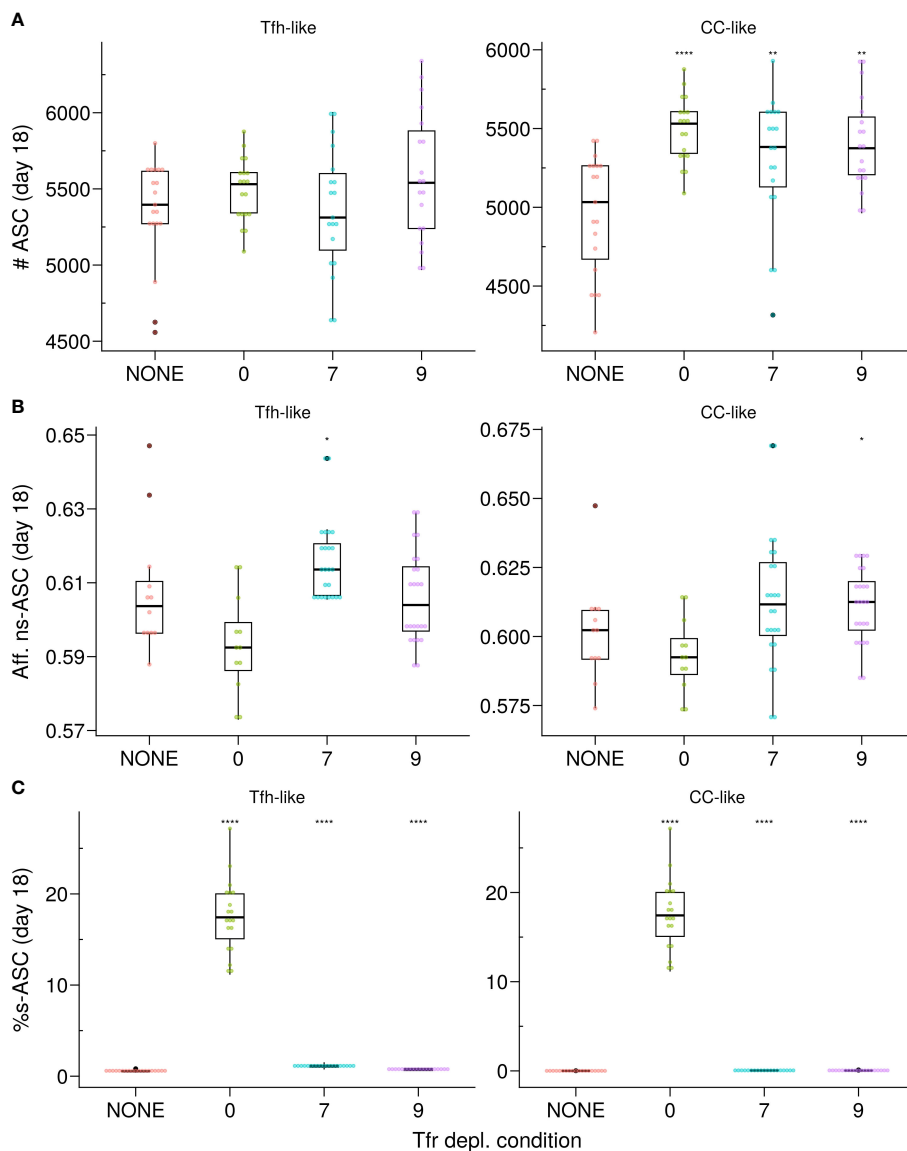 A
Tfh-like
CC-like
# ASC (day 18)
6000
5500
5000
4500
6000
5500
5000
4500
**** ** **
NONE 0 7 9
NONE 0 7 9
B
Tfh-like
CC-like
Aff. ns-ASC (day 18)
0.65
0.63
0.61
0.59
0.57
*
0.675
0.650
0.625
0.600
0.575
*
NONE 0 7 9
NONE 0 7 9
C
Tfh-like
CC-like
%s-ASC (day 18)
20
10
0
**** **** ****
20
10
0
**** **** ****
NONE 0 7 9
NONE 0 7 9
Tfr depl. condition